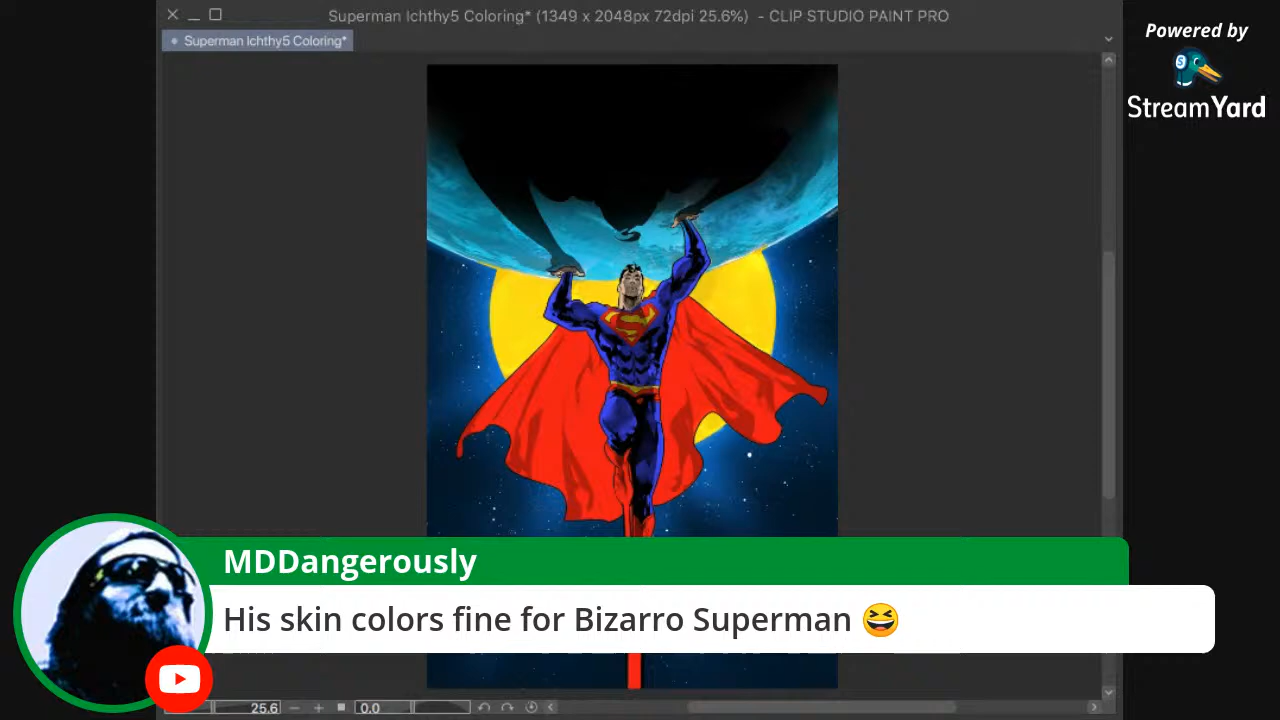 Superman Ichthy5 Coloring* (1349 x 2048px 72dpi 25.6%) - CLIP STUDIO PAINT PRO
Superman Ichthy5 Coloring*
Powered by
S
StreamYard
S
MDDangerously
His skin colors fine for Bizarro Superman 😆
25.6
0.0